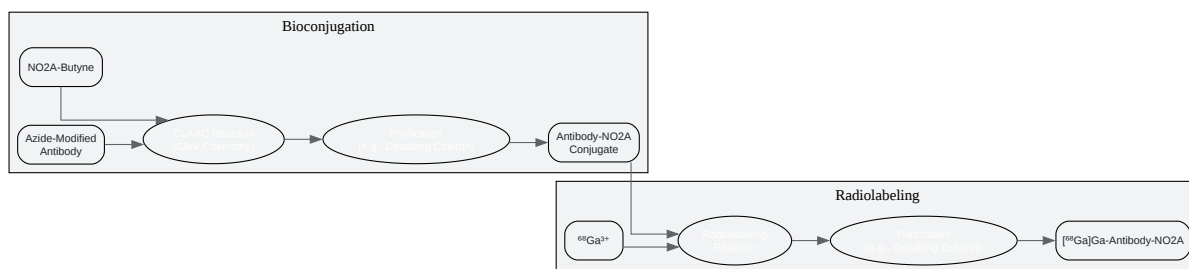 Bioconjugation
NO2A-Butyne
Azide-Modified
Antibody
CuAAC Reaction
(Click Chemistry)
Purification
(e.g., Desalting Column)
Antibody-NO2A
Conjugate
Radiolabeling
⁶⁸Ga³⁺
Radiolabeling
Reaction
Purification
(e.g., Desalting Column)
[⁶⁸Ga]Ga-Antibody-NO2A